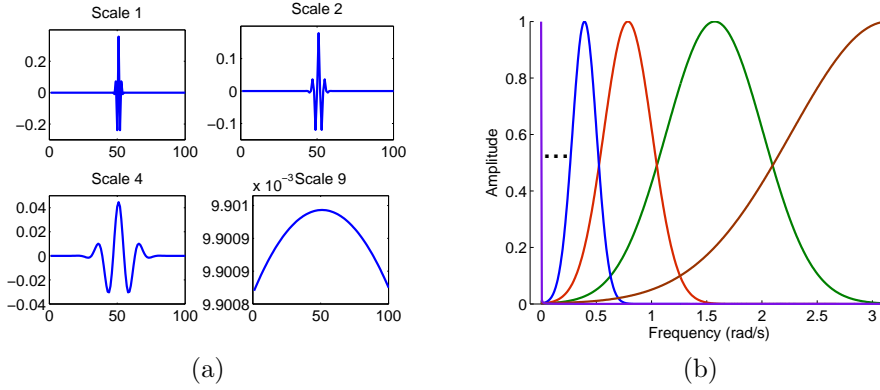 Scale 1
0.2
0
−0.2
0 50 100
Scale 2
0.1
0
−0.1
0 50 100
Scale 4
0.04
0.02
0
−0.02
−0.04
0 50 100
x 10⁻³ Scale 9
9.901
9.9009
9.9009
9.9008
0 50 100
(a)
Amplitude
1
0.8
0.6
0.4
0.2
0
0 0.5 1 1.5 2 2.5 3
Frequency (rad/s)
(b)